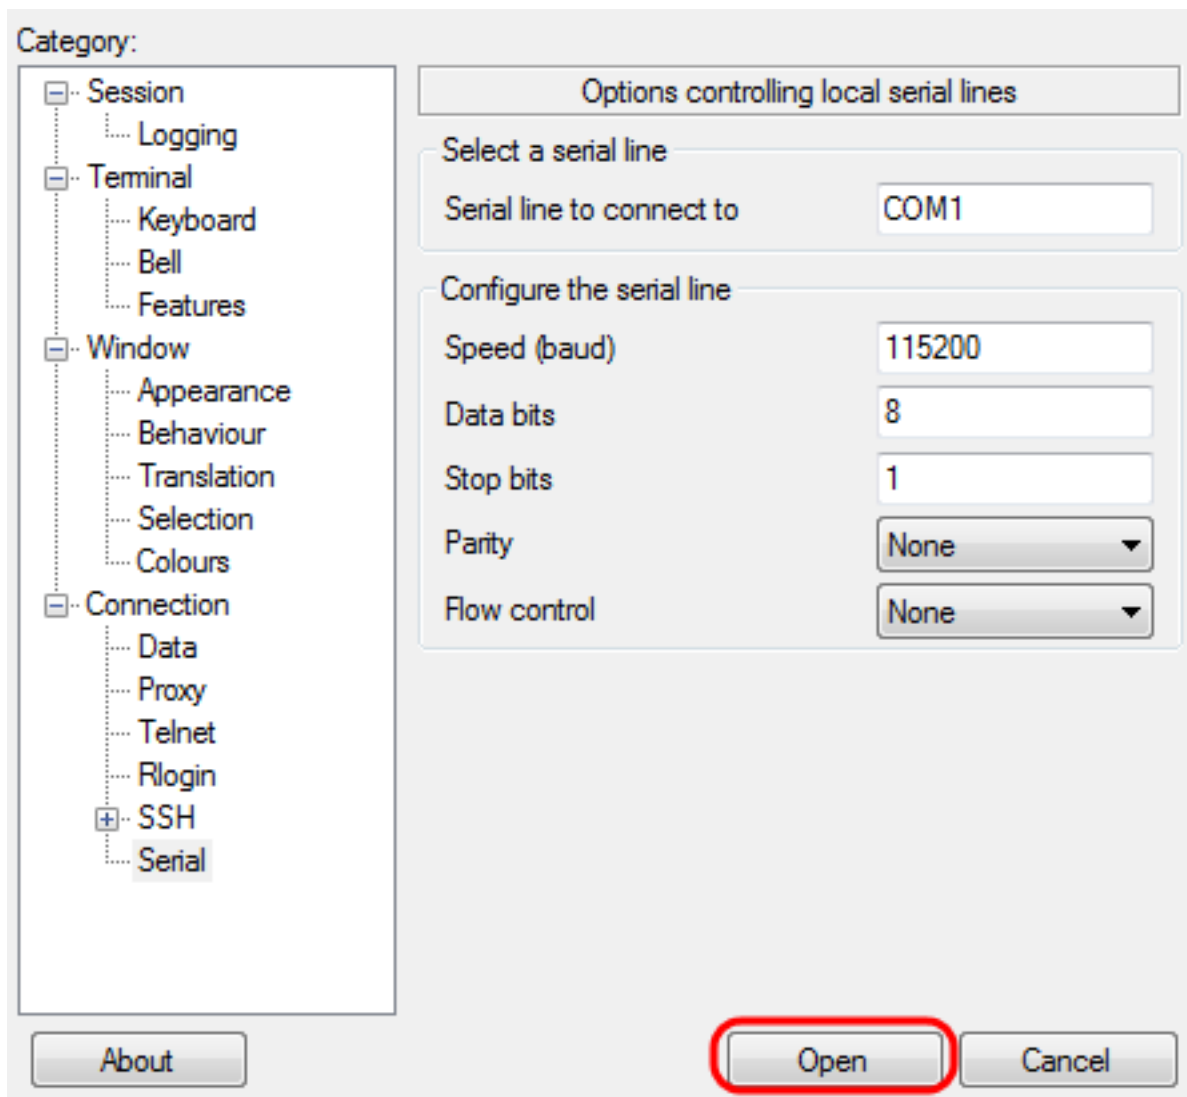 Category:
Session
Logging
Terminal
Keyboard
Bell
Features
Window
Appearance
Behaviour
Translation
Selection
Colours
Connection
Data
Proxy
Telnet
Rlogin
SSH
Serial
Options controlling local serial lines
Select a serial line
Serial line to connect to COM1
Configure the serial line
Speed (baud) 115200
Data bits 8
Stop bits 1
Parity None
Flow control None
About Open Cancel